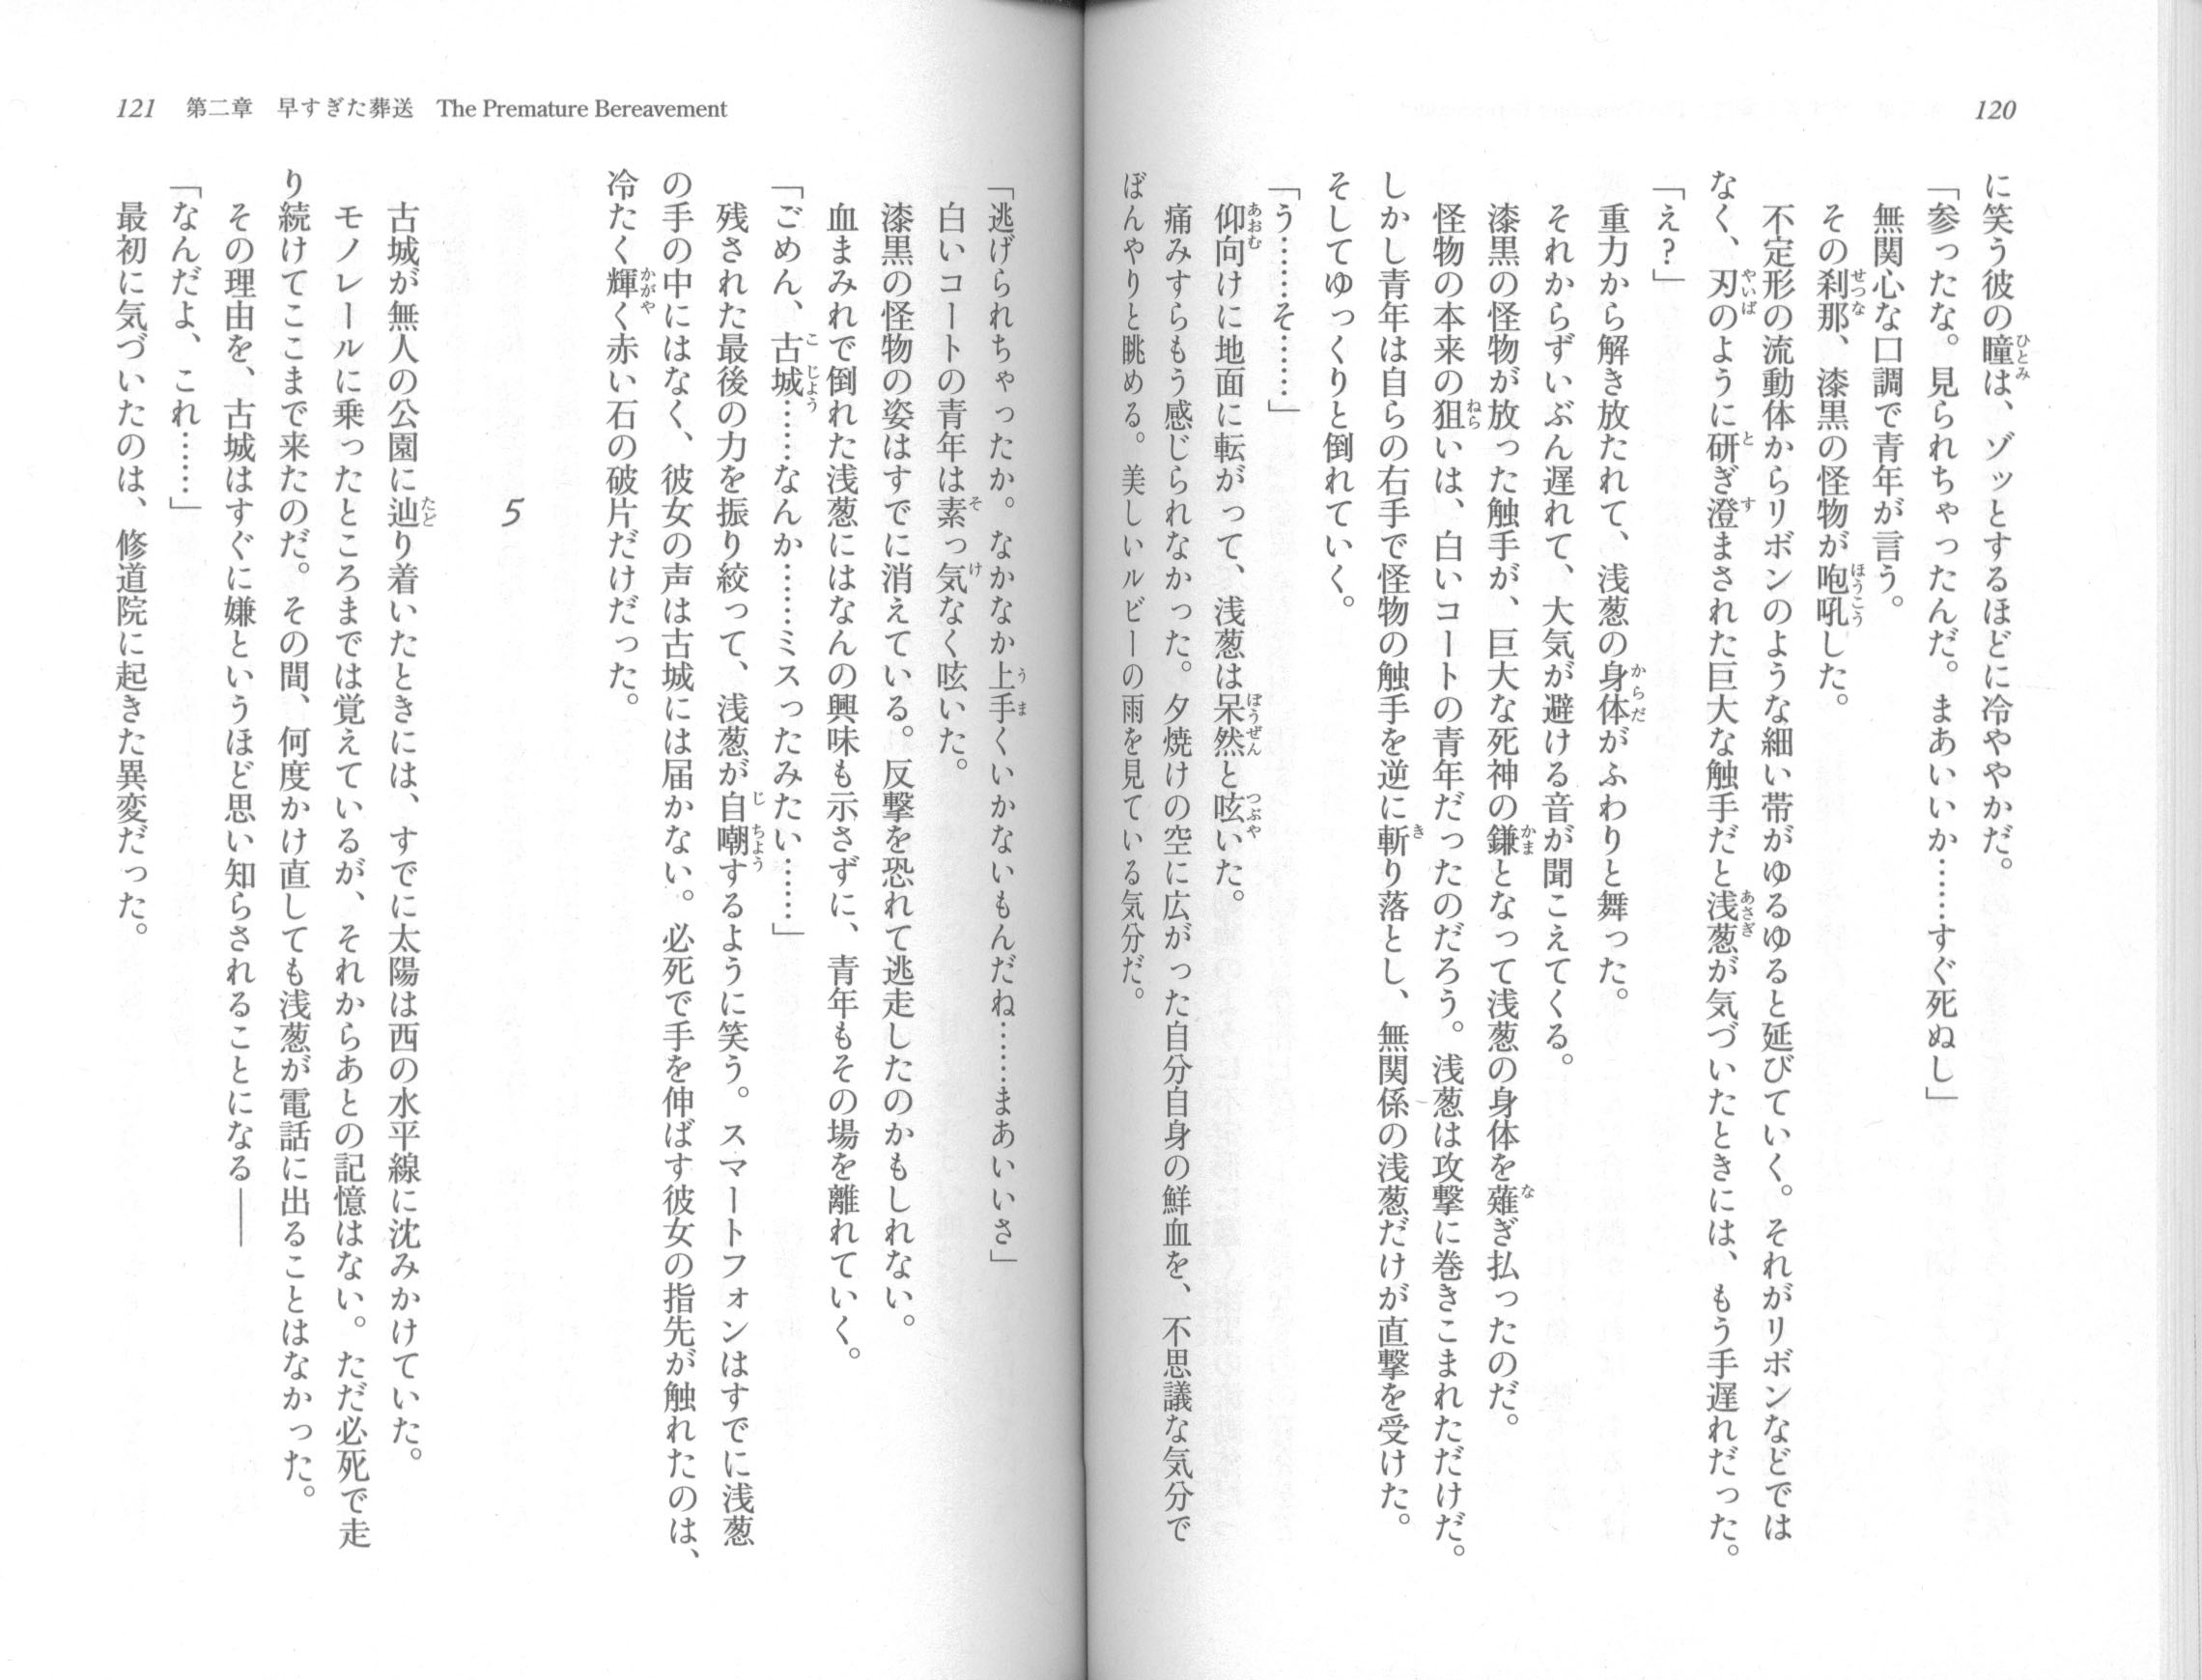 120
に笑う彼の瞳は、ゾッとするほどに冷ややかだ。
「参ったな。見られちゃったんだ。まあいいか……すぐ死ぬし」
無関心な口調で青年が言う。
その刹那、漆黒の怪物が咆吼した。
不定形の流動体からリボンのような細い帯がゆるゆると延びていく。それがリボンなどでは
なく、刃のように研ぎ澄まされた巨大な触手だと浅葱が気づいたときには、もう手遅れだった。
「え？」
重力から解き放たれて、浅葱の身体がふわりと舞った。
それからずいぶん遅れて、大気が避ける音が聞こえてくる。
漆黒の怪物が放った触手が、巨大な死神の鎌となって浅葱の身体を薙ぎ払ったのだ。
怪物の本来の狙いは、白いコートの青年だったのだろう。浅葱は攻撃に巻きこまれただけだ。
しかし青年は自らの右手で怪物の触手を逆に斬り落とし、無関係の浅葱だけが直撃を受けた。
そしてゆっくりと倒れていく。
「う……そ……」
仰向けに地面に転がって、浅葱は呆然と呟いた。
痛みすらもう感じられなかった。夕焼けの空に広がった自分自身の鮮血を、不思議な気分で
ぼんやりと眺める。美しいルビーの雨を見ている気分だ。
121 第二章 早すぎた葬送 The Premature Bereavement
「逃げられちゃったか。なかなか上手くいかないもんだね……まあいいさ」
白いコートの青年は素っ気なく呟いた。
漆黒の怪物の姿はすでに消えている。反撃を恐れて逃走したのかもしれない。
血まみれで倒れた浅葱にはなんの興味も示さずに、青年もその場を離れていく。
「ごめん、古城……なんか……ミスったみたい……」
残された最後の力を振り絞って、浅葱が自嘲するように笑う。スマートフォンはすでに浅葱
の手の中にはなく、彼女の声は古城には届かない。必死で手を伸ばす彼女の指先が触れたのは、
冷たく輝く赤い石の破片だけだった。
5
古城が無人の公園に辿り着いたときには、すでに太陽は西の水平線に沈みかけていた。
モノレールに乗ったところまでは覚えているが、それからあとの記憶はない。ただ必死で走
り続けてここまで来たのだ。その間、何度かけ直しても浅葱が電話に出ることはなかった。
その理由を、古城はすぐに嫌というほど思い知らされることになる――
「なんだよ、これ……」
最初に気づいたのは、修道院に起きた異変だった。